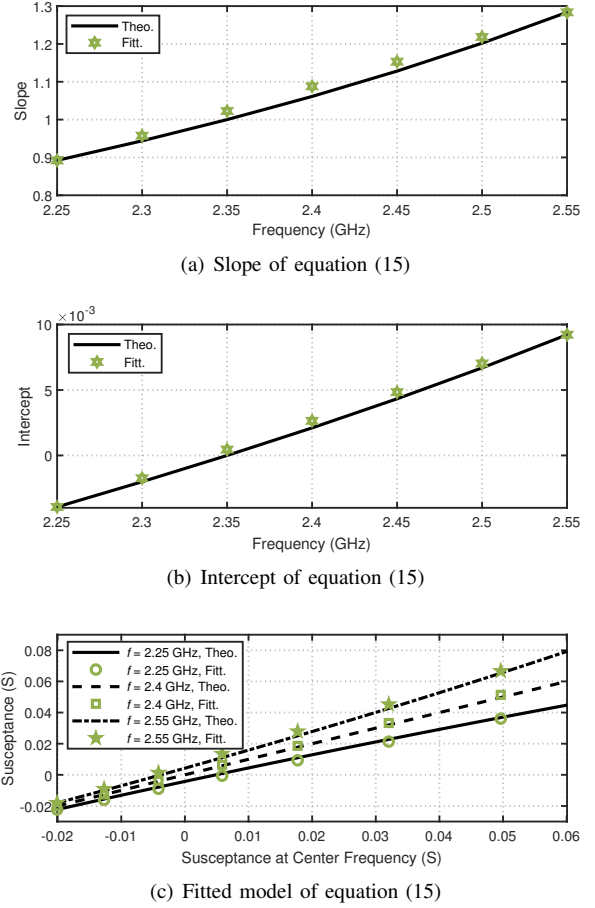 1.3
1.2
1.1
1
0.9
0.8
Slope
Theo.
Fitt.
2.25 2.3 2.35 2.4 2.45 2.5 2.55
Frequency (GHz)
(a) Slope of equation (15)
×10⁻³
10
5
0
Intercept
Theo.
Fitt.
2.25 2.3 2.35 2.4 2.45 2.5 2.55
Frequency (GHz)
(b) Intercept of equation (15)
0.08
0.06
0.04
0.02
0
-0.02
Susceptance (S)
f = 2.25 GHz, Theo.
f = 2.25 GHz, Fitt.
f = 2.4 GHz, Theo.
f = 2.4 GHz, Fitt.
f = 2.55 GHz, Theo.
f = 2.55 GHz, Fitt.
-0.02 -0.01 0 0.01 0.02 0.03 0.04 0.05 0.06
Susceptance at Center Frequency (S)
(c) Fitted model of equation (15)